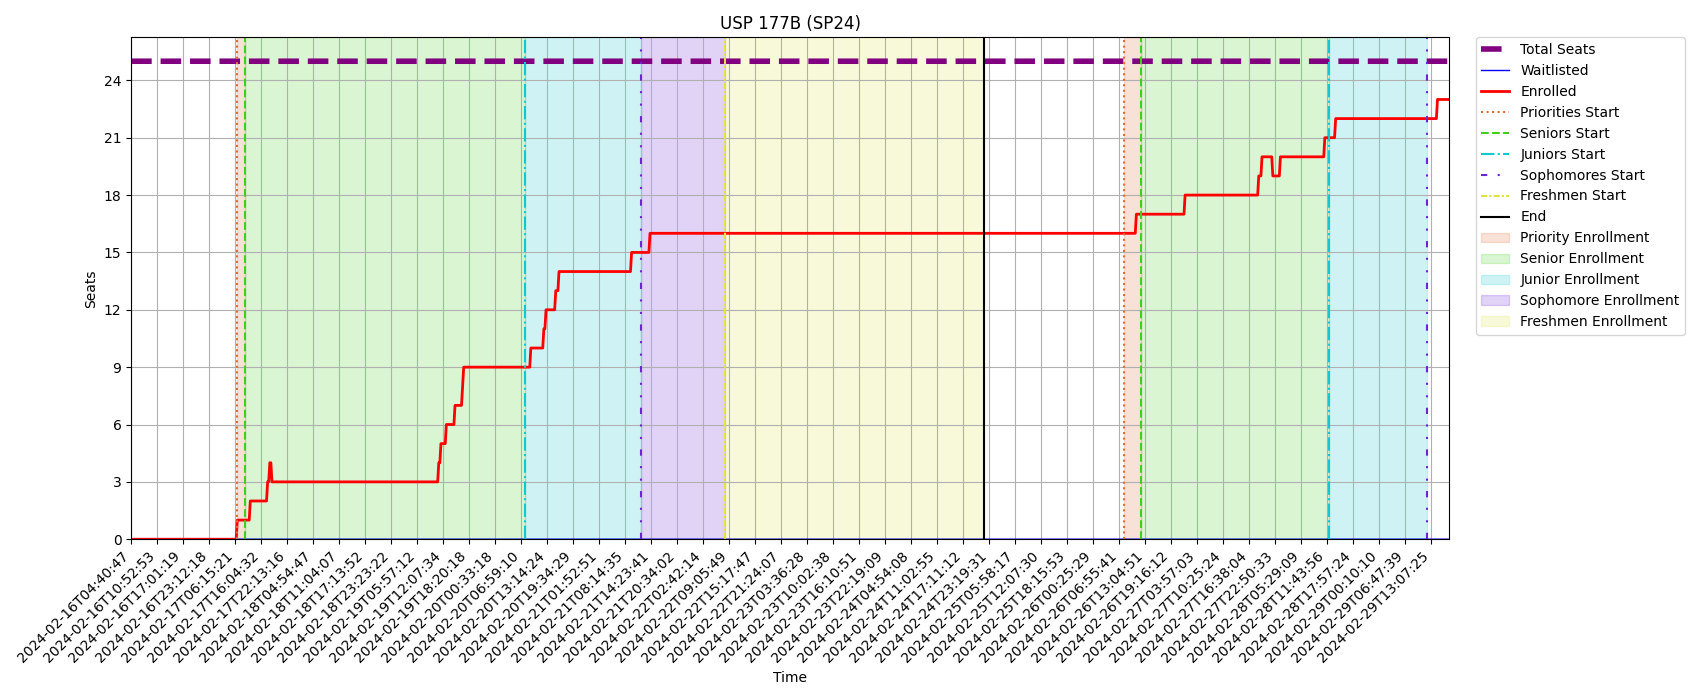 USP 177B (SP24)
Seats
24
21
18
15
12
9
6
3
0
2024-02-16T04:40:47
2024-02-16T10:52:53
2024-02-16T17:01:19
2024-02-16T23:12:18
2024-02-17T06:15:21
2024-02-17T16:04:32
2024-02-17T22:13:16
2024-02-18T04:54:47
2024-02-18T11:04:07
2024-02-18T17:13:52
2024-02-18T23:23:22
2024-02-19T05:57:12
2024-02-19T12:07:34
2024-02-19T18:20:18
2024-02-20T00:33:18
2024-02-20T06:59:10
2024-02-20T13:14:24
2024-02-20T19:34:29
2024-02-21T01:52:51
2024-02-21T08:14:35
2024-02-21T14:23:41
2024-02-21T20:34:02
2024-02-22T02:42:14
2024-02-22T09:05:49
2024-02-22T15:17:47
2024-02-22T21:24:07
2024-02-23T03:36:28
2024-02-23T10:02:38
2024-02-23T16:10:51
2024-02-23T22:19:09
2024-02-24T04:54:08
2024-02-24T11:02:55
2024-02-24T17:11:12
2024-02-24T23:19:31
2024-02-25T05:58:17
2024-02-25T12:07:30
2024-02-25T18:15:53
2024-02-26T00:25:29
2024-02-26T06:55:41
2024-02-26T13:04:51
2024-02-26T19:16:12
2024-02-27T03:57:03
2024-02-27T10:25:24
2024-02-27T16:38:04
2024-02-27T22:50:33
2024-02-28T05:29:09
2024-02-28T11:43:56
2024-02-28T17:57:24
2024-02-29T00:10:10
2024-02-29T06:47:39
2024-02-29T13:07:25
Time
Total Seats
Waitlisted
Enrolled
Priorities Start
Seniors Start
Juniors Start
Sophomores Start
Freshmen Start
End
Priority Enrollment
Senior Enrollment
Junior Enrollment
Sophomore Enrollment
Freshmen Enrollment